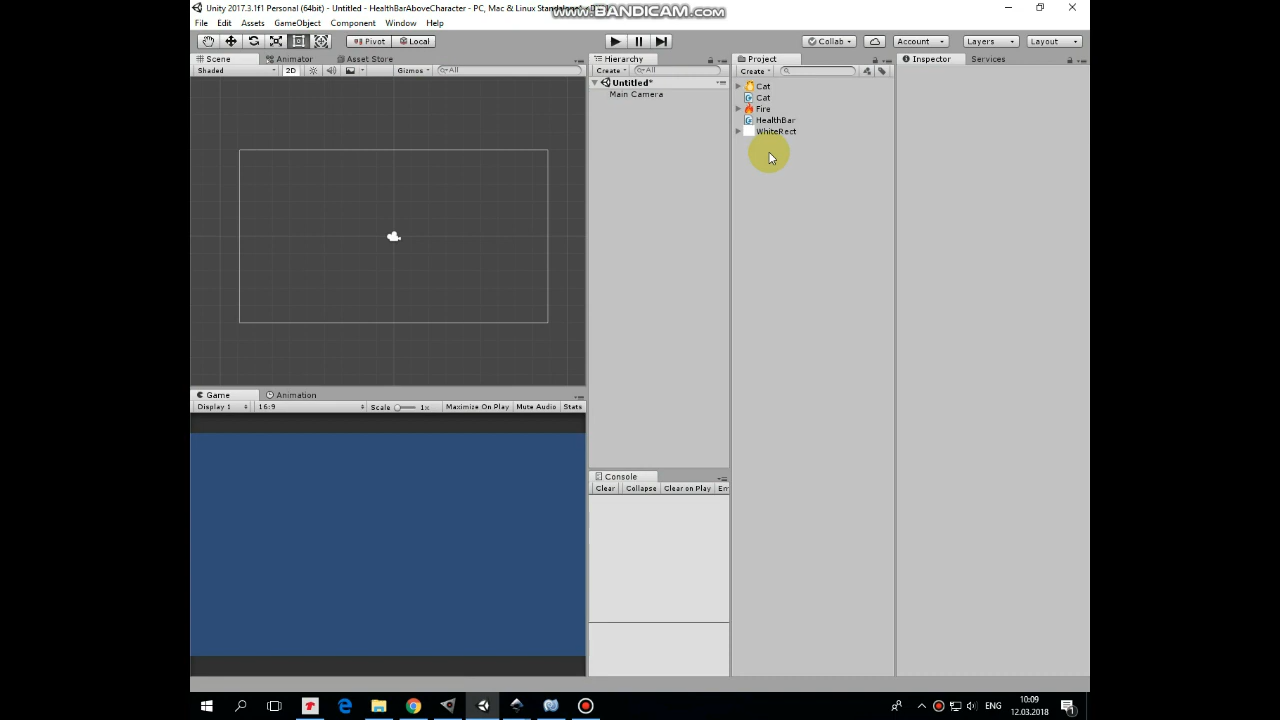 Unity 2017.3.1f1 Personal (64bit) - Untitled - HealthBarAboveCharacter - PC, Mac & Linux Standalone
www.BANDICAM.com
File Edit Assets GameObject Component Window Help
Pivot Local Collab Account Layers Layout
Scene Animator Asset Store Hierarchy Project Inspector Services
Shaded 2D Gizmos All Create All Create
Untitled*
Main Camera
Cat
Cat
Fire
HealthBar
WhiteRect
Game Animation
Display 1 16:9 Scale 1x Maximize On Play Mute Audio Stats
Console
Clear Collapse Clear on Play
ENG
10:09
12.03.2018
1